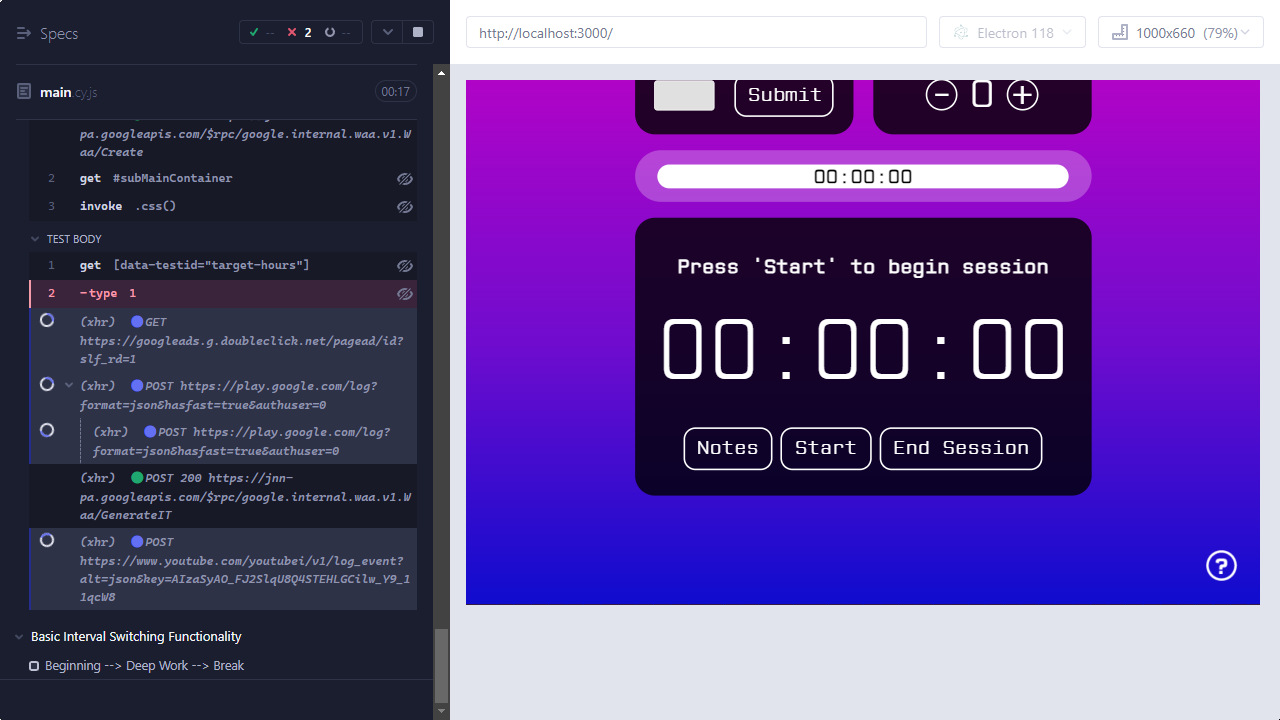 Specs
--
2
--
http://localhost:3000/
Electron 118
1000x660 (79%)
main.cy.js
00:17
pa.googleapis.com/$rpc/google.internal.waa.v1.W
aa/Create
2 get #subMainContainer
3 invoke .css()
TEST BODY
1 get [data-testid="target-hours"]
2 -type 1
(xhr) GET
https://googleads.g.doubleclick.net/pagead/id?
slf_rd=1
(xhr) POST https://play.google.com/log?
format=json&hasfast=true&authuser=0
(xhr) POST https://play.google.com/log?
format=json&hasfast=true&authuser=0
(xhr) POST 200 https://jnn-
pa.googleapis.com/$rpc/google.internal.waa.v1.W
aa/GenerateIT
(xhr) POST
https://www.youtube.com/youtubei/v1/log_event?
alt=json&key=AIzaSyAO_FJ2SlqU8Q4STEHLGCilw_Y9_1
1qcW8
Basic Interval Switching Functionality
Beginning --> Deep Work --> Break
Submit
0
00:00:00
Press 'Start' to begin session
00:00:00
Notes
Start
End Session
?